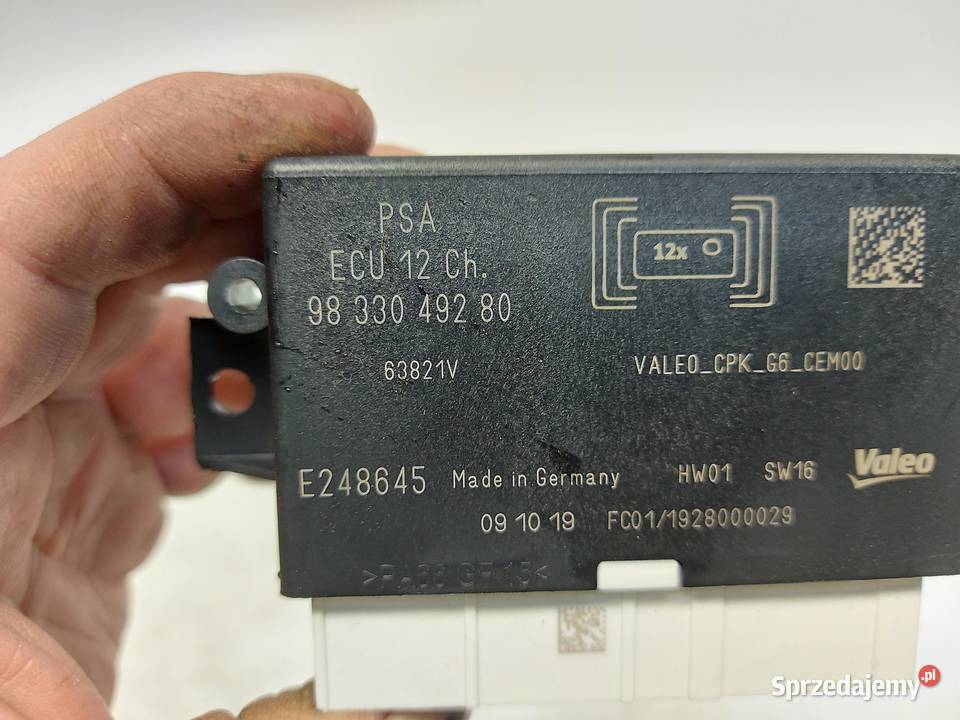 PSA
ECU 12 Ch.
98 330 492 80
12x
63821V
VALEO_CPK_G6_CEM00
E248645 Made in Germany HW01 SW16 Valeo
09 10 19 FC01/1928000029
Sprzedajemy.pl